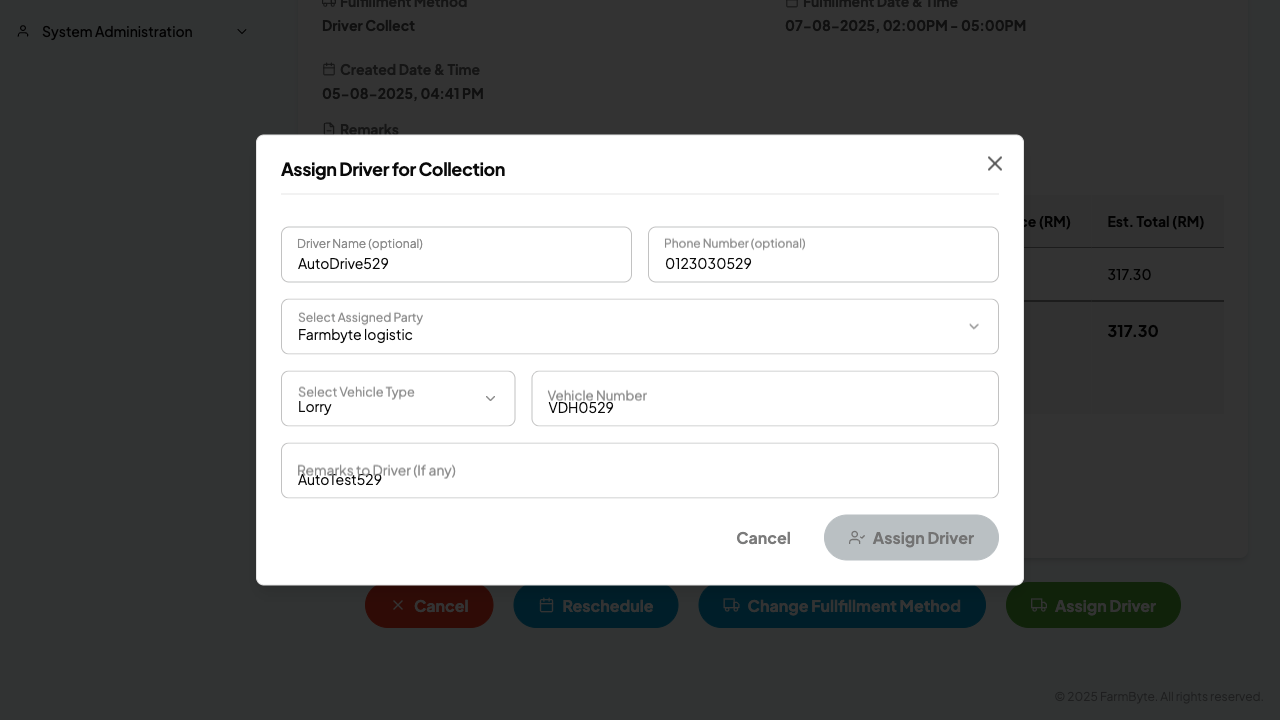 System Administration
Fulfillment Method
Fulfillment Date & Time
Driver Collect
07-08-2025, 02:00PM - 05:00PM
Created Date & Time
05-08-2025, 04:41 PM
Remarks
Assign Driver for Collection
Driver Name (optional)
AutoDrive529
Phone Number (optional)
0123030529
(RM)
Est. Total (RM)
317.30
317.30
Select Assigned Party
Farmbyte logistic
Select Vehicle Type
Lorry
Vehicle Number
VDH0529
Remarks to Driver (If any)
AutoTest529
Cancel
Assign Driver
Cancel
Reschedule
Change Fullfillment Method
Assign Driver
© 2025 FarmByte. All rights reserved.